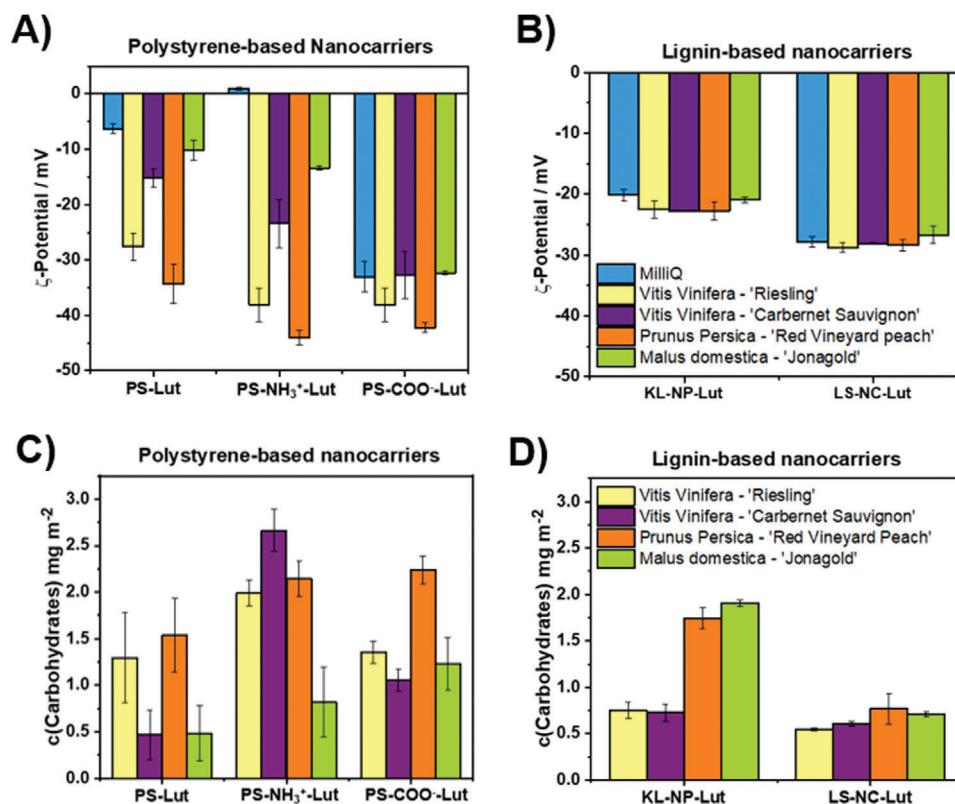 A)
Polystyrene-based Nanocarriers
ζ-Potential / mV
0
-10
-20
-30
-40
-50
PS-Lut
PS-NH₃⁺-Lut
PS-COO⁻-Lut
B)
Lignin-based nanocarriers
ζ-Potential / mV
0
-10
-20
-30
-40
-50
MilliQ
Vitis Vinifera - 'Riesling'
Vitis Vinifera - 'Carbernet Sauvignon'
Prunus Persica - 'Red Vineyard peach'
Malus domestica - 'Jonagold'
KL-NP-Lut
LS-NC-Lut
C)
Polystyrene-based nanocarriers
c(Carbohydrates) mg m⁻²
3.0
2.5
2.0
1.5
1.0
0.5
0.0
PS-Lut
PS-NH₃⁺-Lut
PS-COO⁻-Lut
D)
Lignin-based nanocarriers
c(Carbohydrates) mg m⁻²
3.0
2.5
2.0
1.5
1.0
0.5
0.0
Vitis Vinifera - 'Riesling'
Vitis Vinifera - 'Carbernet Sauvignon'
Prunus Persica - 'Red Vineyard Peach'
Malus domestica - 'Jonagold'
KL-NP-Lut
LS-NC-Lut